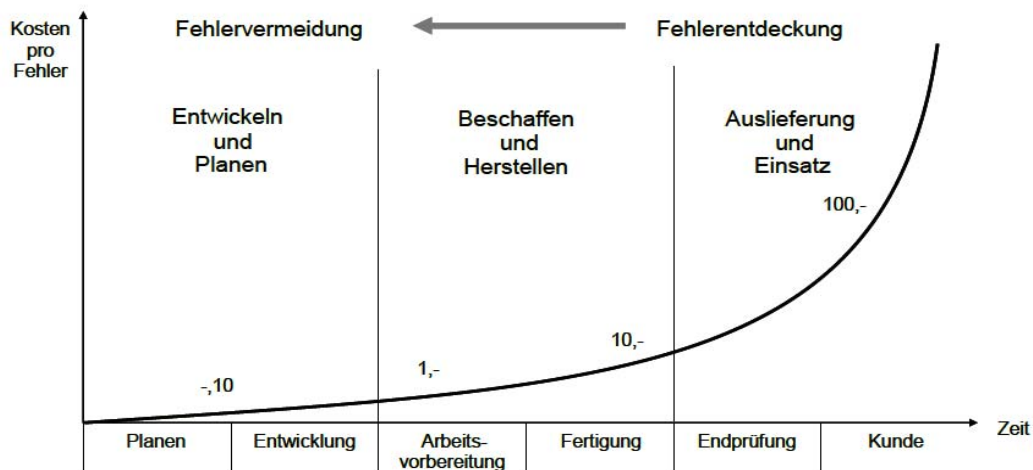 Kosten
pro
Fehler
Fehlervermeidung
Fehlerentdeckung
Entwickeln
und
Planen
Beschaffen
und
Herstellen
Auslieferung
und
Einsatz
100,-
10,-
1,-
-,10
Planen
Entwicklung
Arbeits-
vorbereitung
Fertigung
Endprüfung
Kunde
Zeit